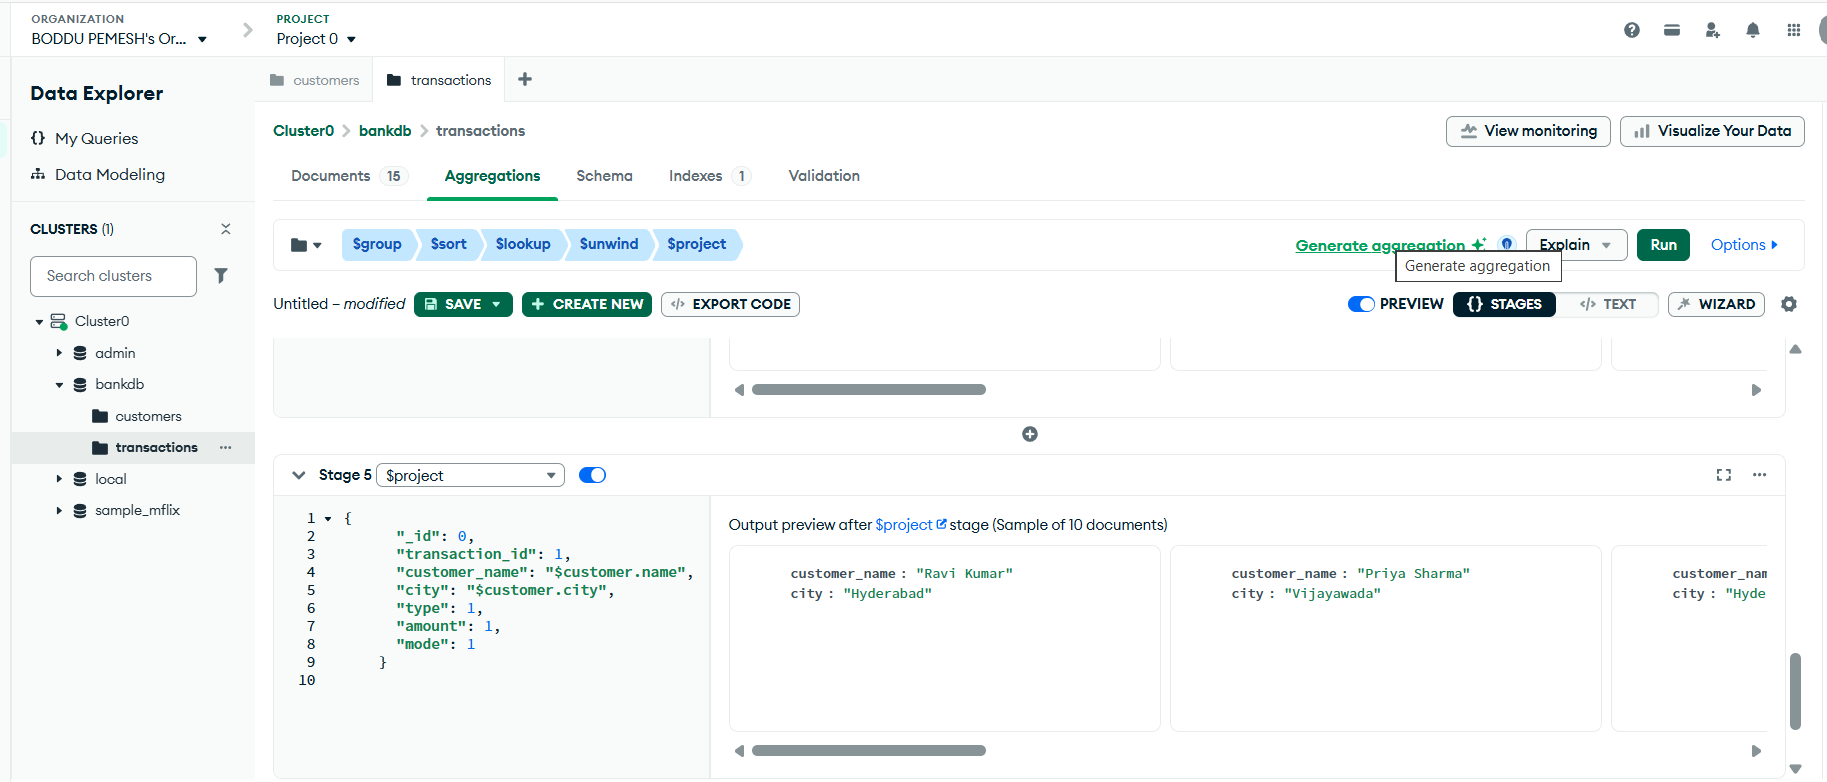 ORGANIZATION
BODDU PEMESH's Or...
PROJECT
Project 0
Data Explorer
My Queries
Data Modeling
CLUSTERS (1)
Search clusters
Cluster0
admin
bankdb
customers
transactions
local
sample_mflix
customers
transactions
Cluster0 > bankdb > transactions
View monitoring
Visualize Your Data
Documents 15
Aggregations
Schema
Indexes 1
Validation
$group
$sort
$lookup
$unwind
$project
Generate aggregation
Explain
Run
Options
Generate aggregation
Untitled – modified
SAVE
CREATE NEW
EXPORT CODE
PREVIEW
{} STAGES
</> TEXT
WIZARD
Stage 5 $project
1 {
2 "_id": 0,
3 "transaction_id": 1,
4 "customer_name": "$customer.name",
5 "city": "$customer.city",
6 "type": 1,
7 "amount": 1,
8 "mode": 1
9 }
10
Output preview after $project stage (Sample of 10 documents)
customer_name : "Ravi Kumar"
city : "Hyderabad"
customer_name : "Priya Sharma"
city : "Vijayawada"
customer_nam
city : "Hyde